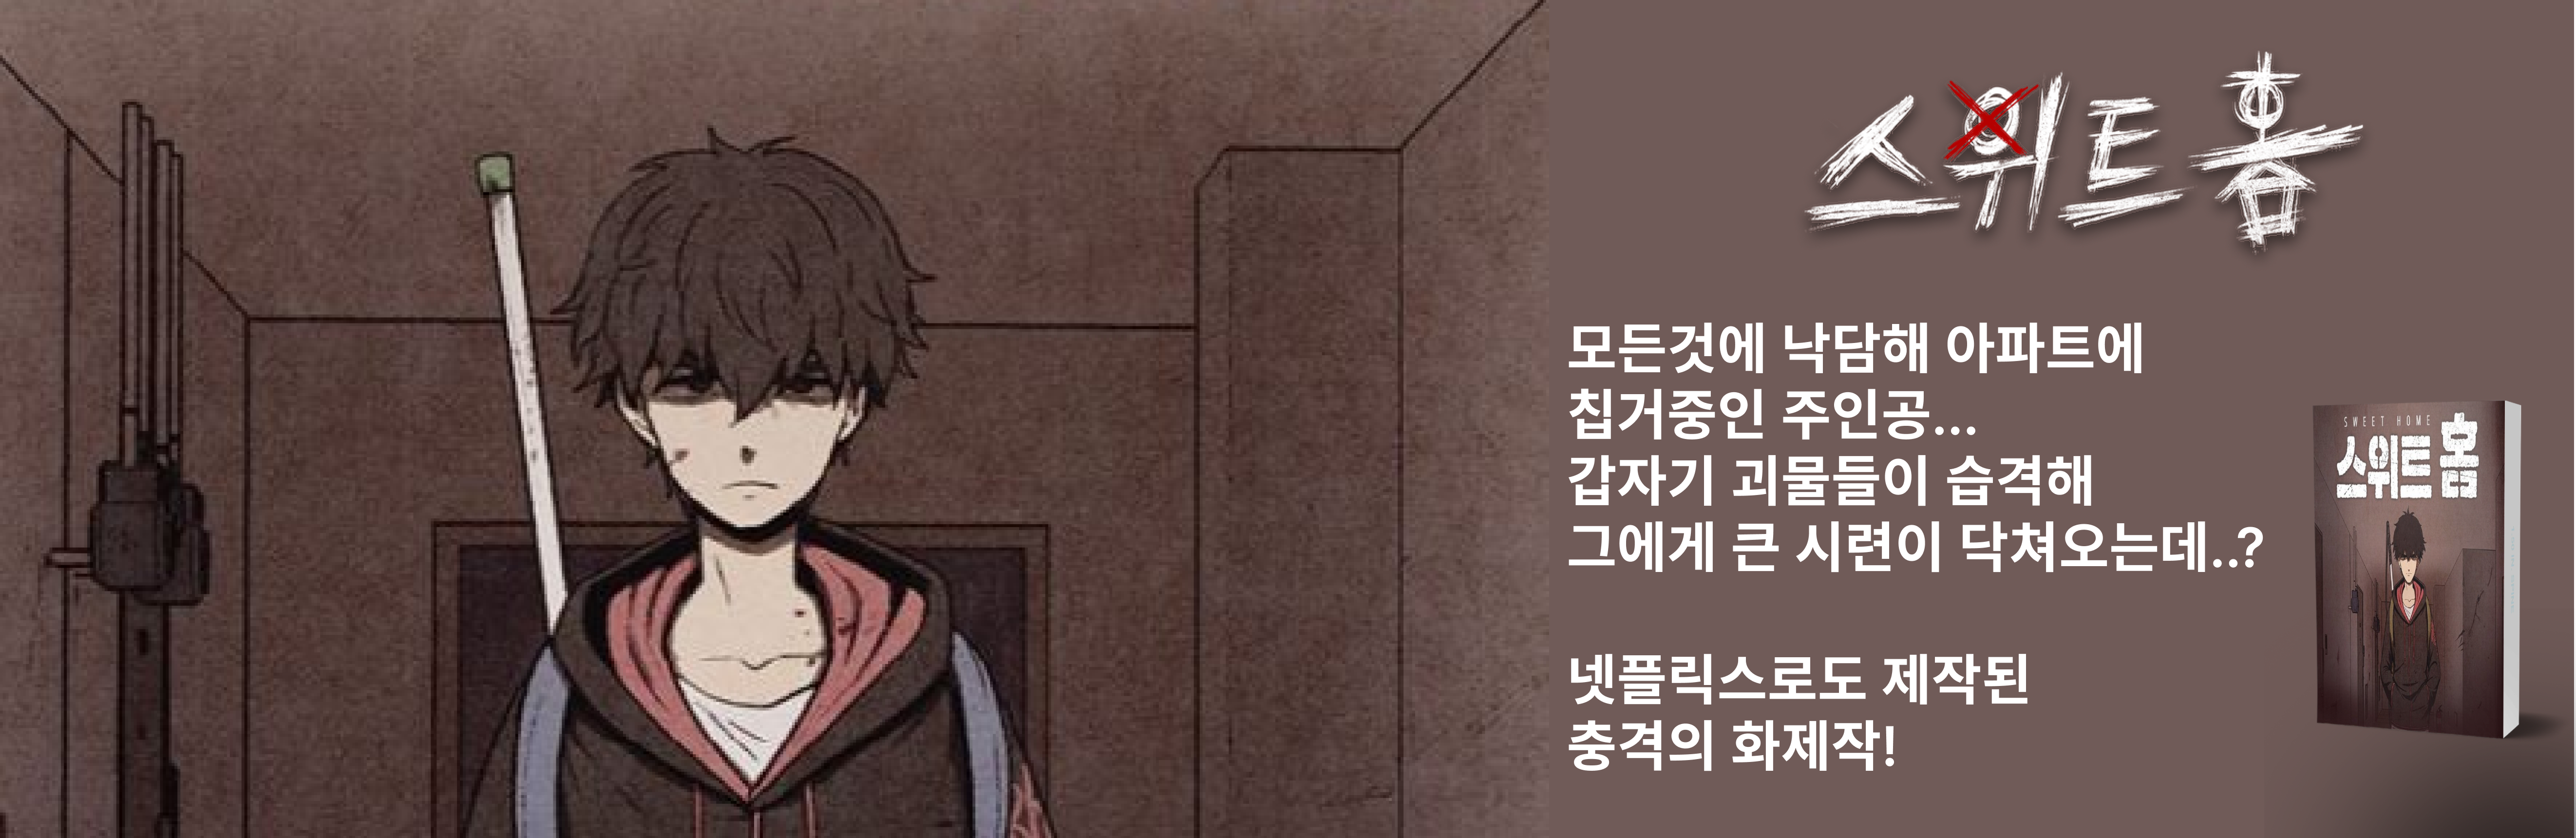 스위트홈
모든것에 낙담해 아파트에
칩거중인 주인공...
갑자기 괴물들이 습격해
그에게 큰 시련이 닥쳐오는데..?
넷플릭스로도 제작된
충격의 화제작!
SWEET HOME
스위트홈